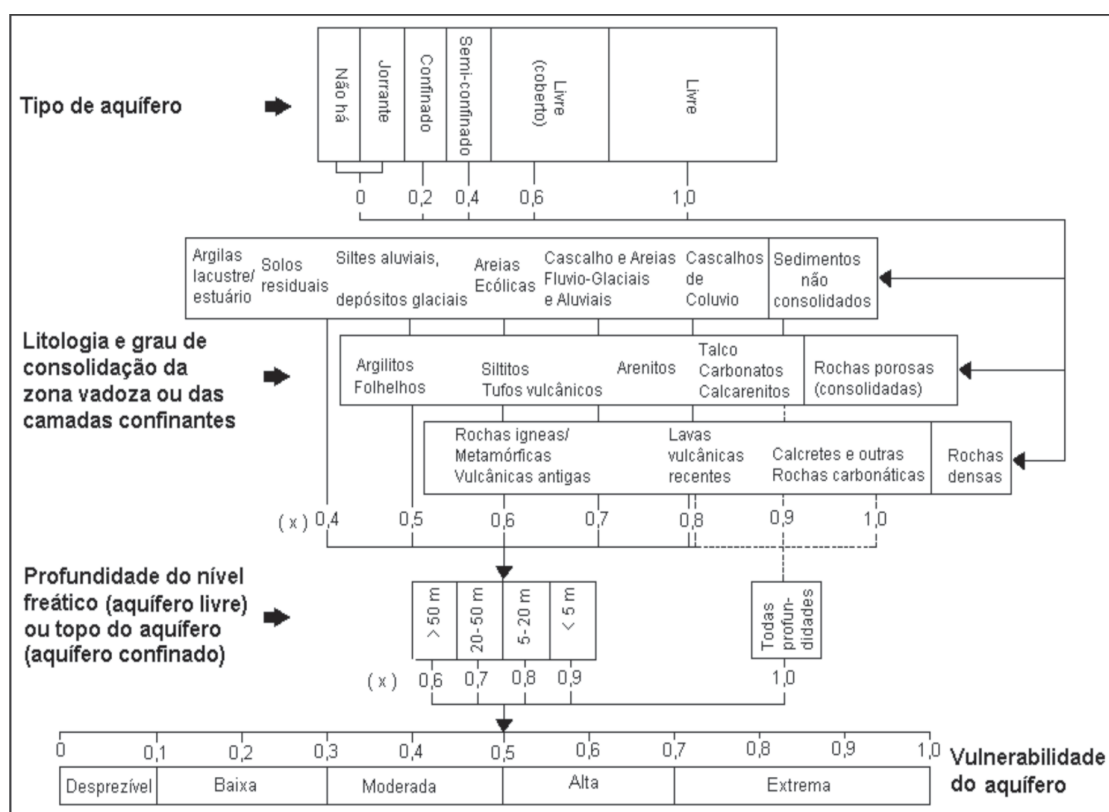 Tipo de aquífero
Não há
Jorrante
Confinado
Semi-confinado
Livre
(coberto)
Livre
0
0,2
0,4
0,6
1,0
Litologia e grau de
consolidação da
zona vadoza ou das
camadas confinantes
Argilas
lacustre/
estuário
Solos
residuais
Siltes aluviais,
depósitos glaciais
Areias
Ecólicas
Cascalho e Areias
Fluvio-Glaciais
e Aluviais
Cascalhos
de
Coluvio
Sedimentos
não
consolidados
Argilitos
Folhelhos
Siltitos
Tufos vulcânicos
Arenitos
Talco
Carbonatos
Calcarenitos
Rochas porosas
(consolidadas)
Rochas igneas/
Metamórficas
Vulcânicas antigas
Lavas
vulcânicas
recentes
Calcretes e outras
Rochas carbonáticas
Rochas
densas
(x) 0,4 0,5 0,6 0,7 0,8 0,9 1,0
Profundidade do nível
freático (aquífero livre)
ou topo do aquífero
(aquífero confinado)
> 50 m
20-50 m
5-20 m
< 5 m
Todas
profun-
didades
(x) 0,6 0,7 0,8 0,9 1,0
0 0,1 0,2 0,3 0,4 0,5 0,6 0,7 0,8 0,9 1,0
Desprezível Baixa Moderada Alta Extrema
Vulnerabilidade
do aquífero